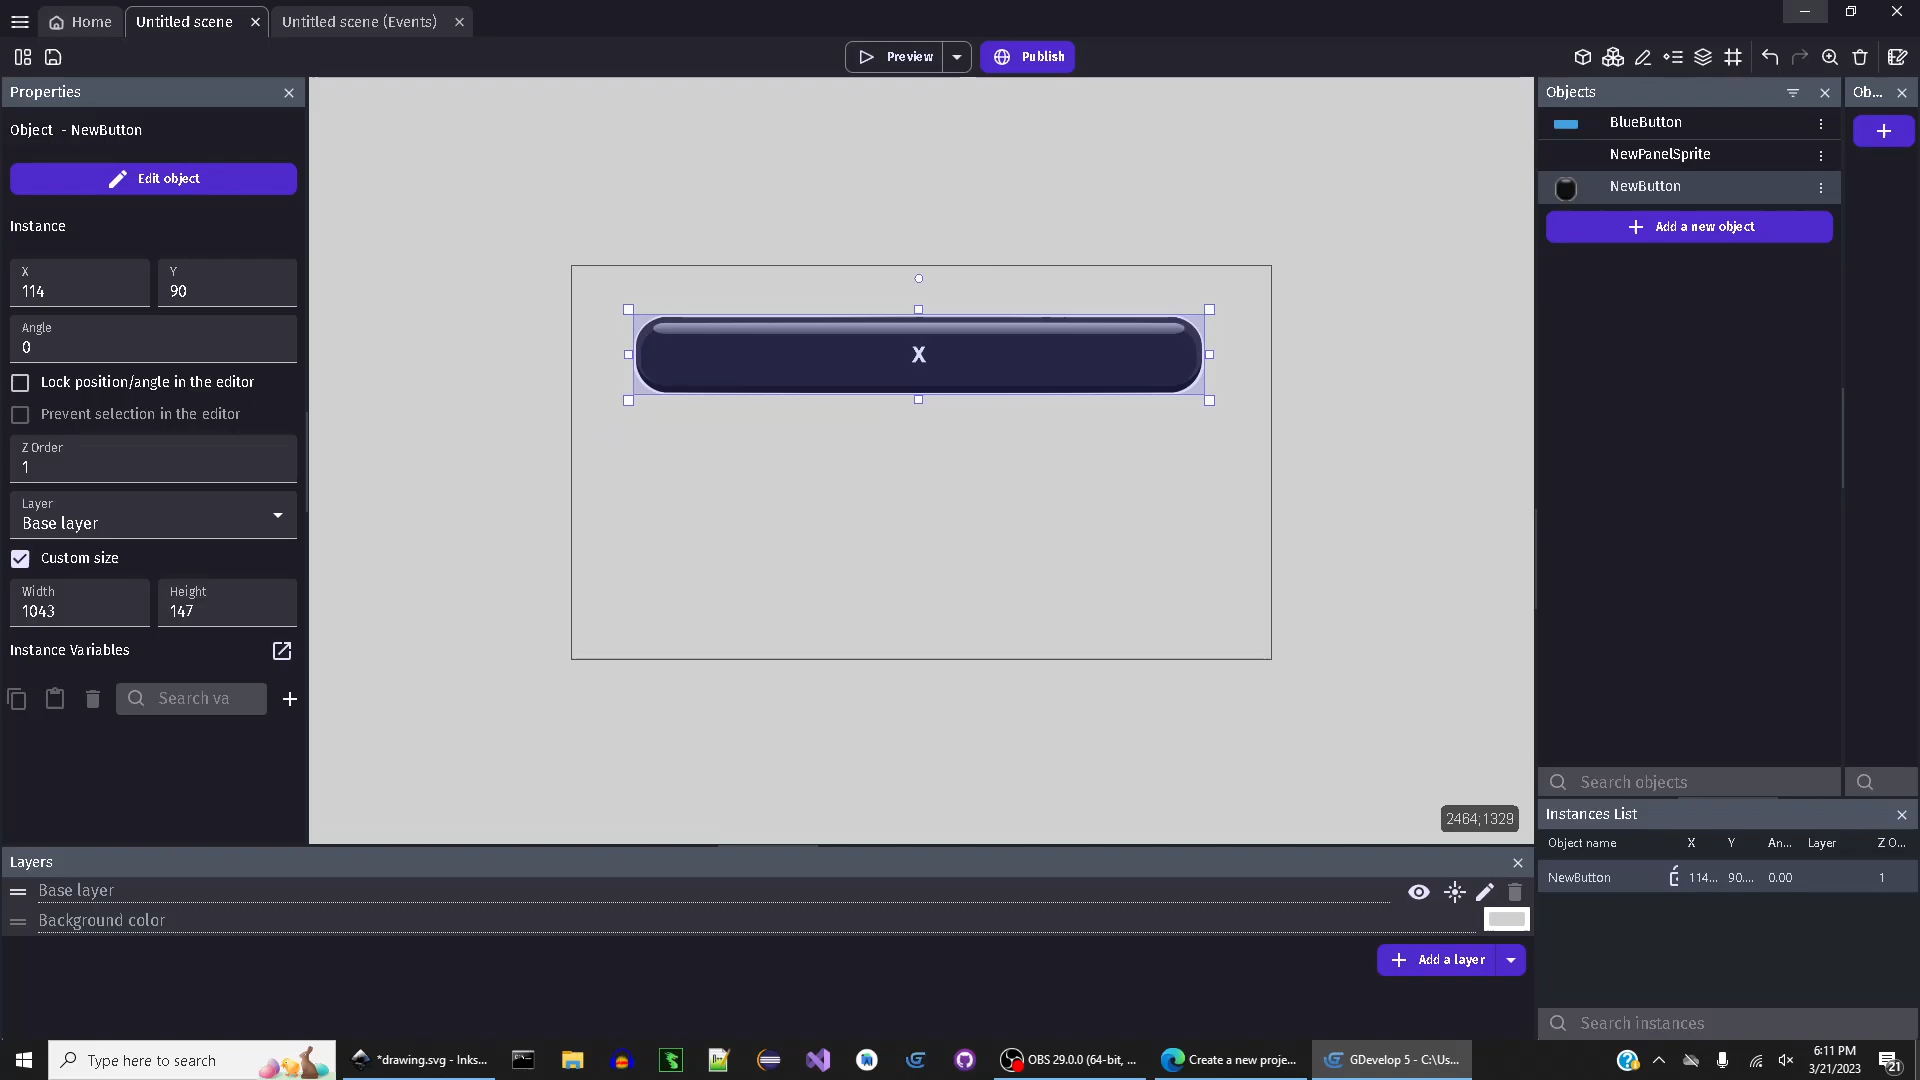 Home
Untitled scene
Untitled scene (Events)
Preview
Publish
Properties
Object - NewButton
Edit object
Instance
X
114
Y
90
Angle
0
Lock position/angle in the editor
Prevent selection in the editor
Z Order
1
Layer
Base layer
Custom size
Width
1043
Height
147
Instance Variables
Search va
X
2464;1329
Objects
BlueButton
NewPanelSprite
NewButton
Add a new object
Search objects
Ob...
Instances List
Object name X Y An... Layer Z O...
NewButton 114... 90.... 0.00 1
Search instances
Layers
Base layer
Background color
Add a layer
Type here to search
*drawing.svg - Inks...
OBS 29.0.0 (64-bit, ...
Create a new proje...
GDevelop 5 - C:\Us...
6:11 PM
3/21/2023
21